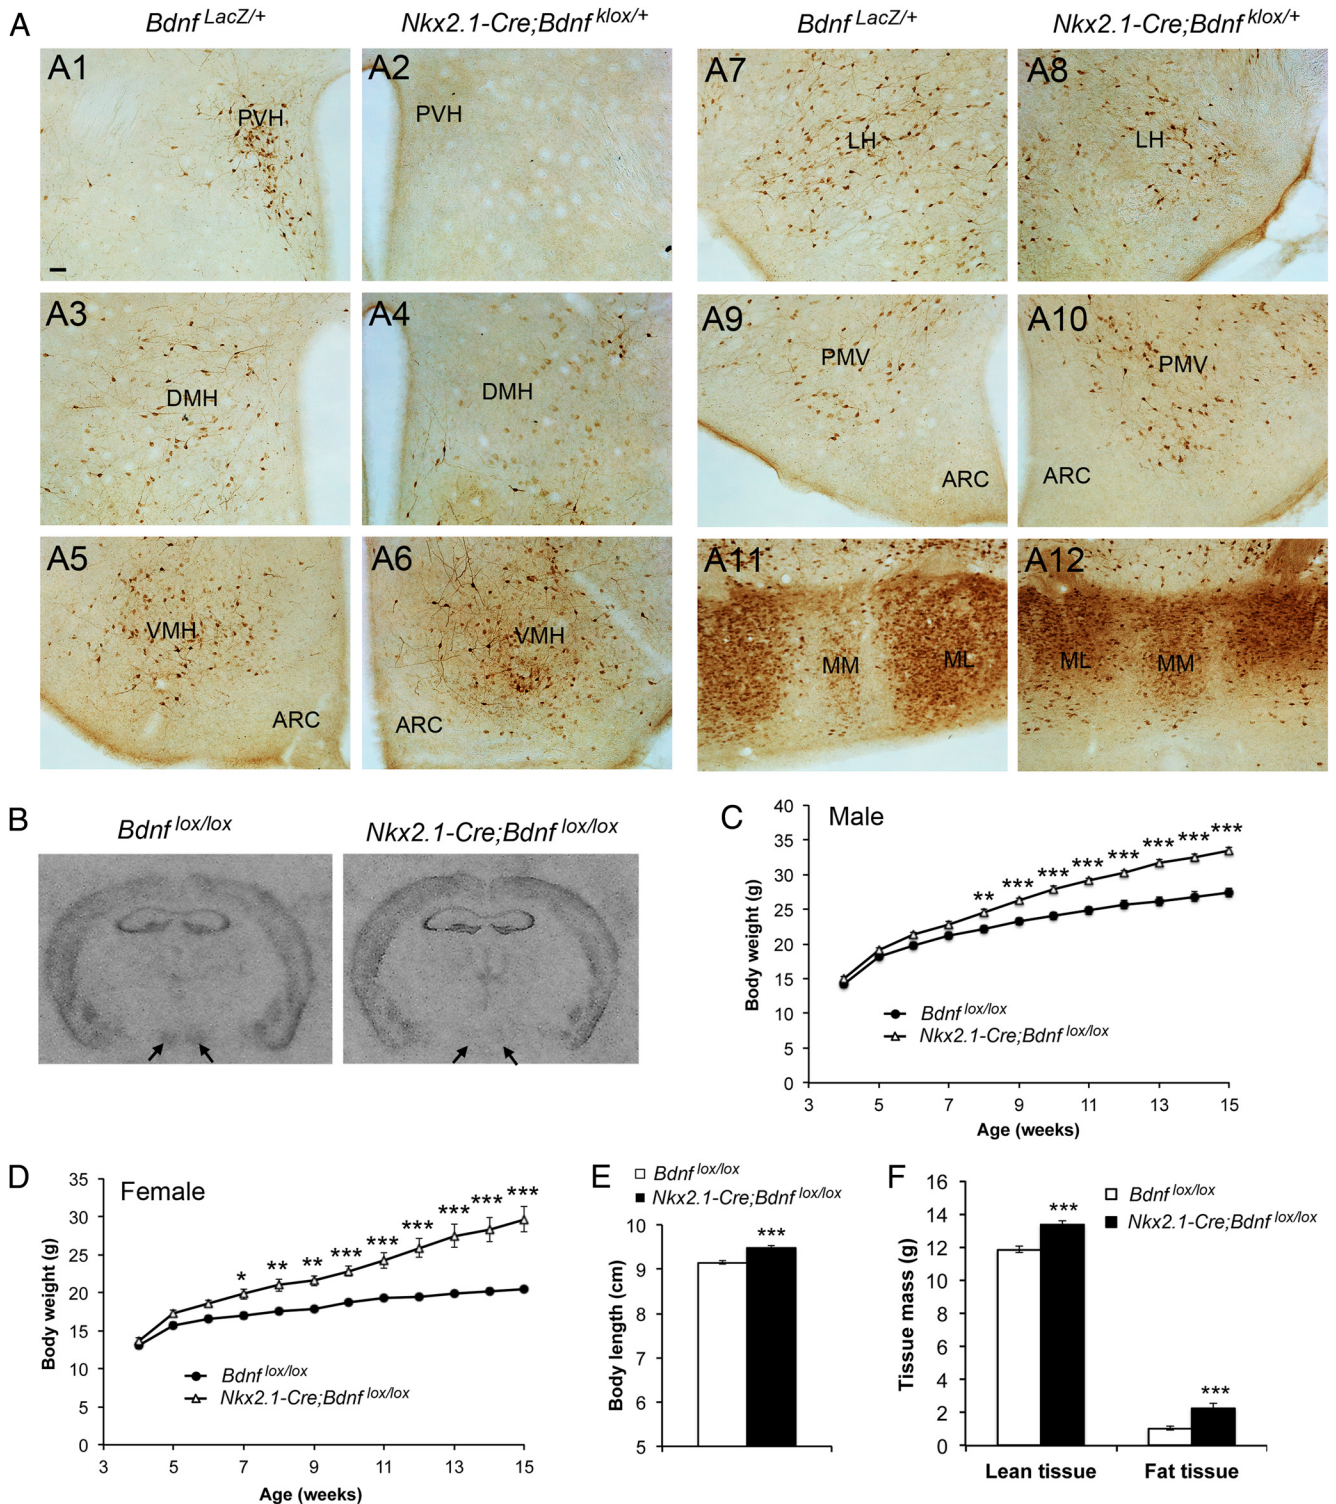 A
Bdnf LacZ/+
Nkx2.1-Cre;Bdnf klox/+
Bdnf LacZ/+
Nkx2.1-Cre;Bdnf klox/+
A1
PVH
A2
PVH
A7
LH
A8
LH
A3
DMH
A4
DMH
A9
PMV
ARC
A10
PMV
ARC
A5
VMH
ARC
A6
VMH
ARC
A11
MM
ML
A12
ML
MM
B
Bdnf lox/lox
Nkx2.1-Cre;Bdnf lox/lox
C
Male
Body weight (g)
40
35
30
25
20
15
10
5
0
** *** *** *** *** *** *** ***
Bdnf lox/lox
Nkx2.1-Cre;Bdnf lox/lox
3 5 7 9 11 13 15
Age (weeks)
D
Female
Body weight (g)
35
30
25
20
15
10
5
0
* ** ** *** *** *** *** *** ***
Bdnf lox/lox
Nkx2.1-Cre;Bdnf lox/lox
3 5 7 9 11 13 15
Age (weeks)
E
Bdnf lox/lox
Nkx2.1-Cre;Bdnf lox/lox
Body length (cm)
10
9
8
7
6
5
***
F
Bdnf lox/lox
Nkx2.1-Cre;Bdnf lox/lox
Tissue mass (g)
16
14
12
10
8
6
4
2
0
***
***
Lean tissue Fat tissue